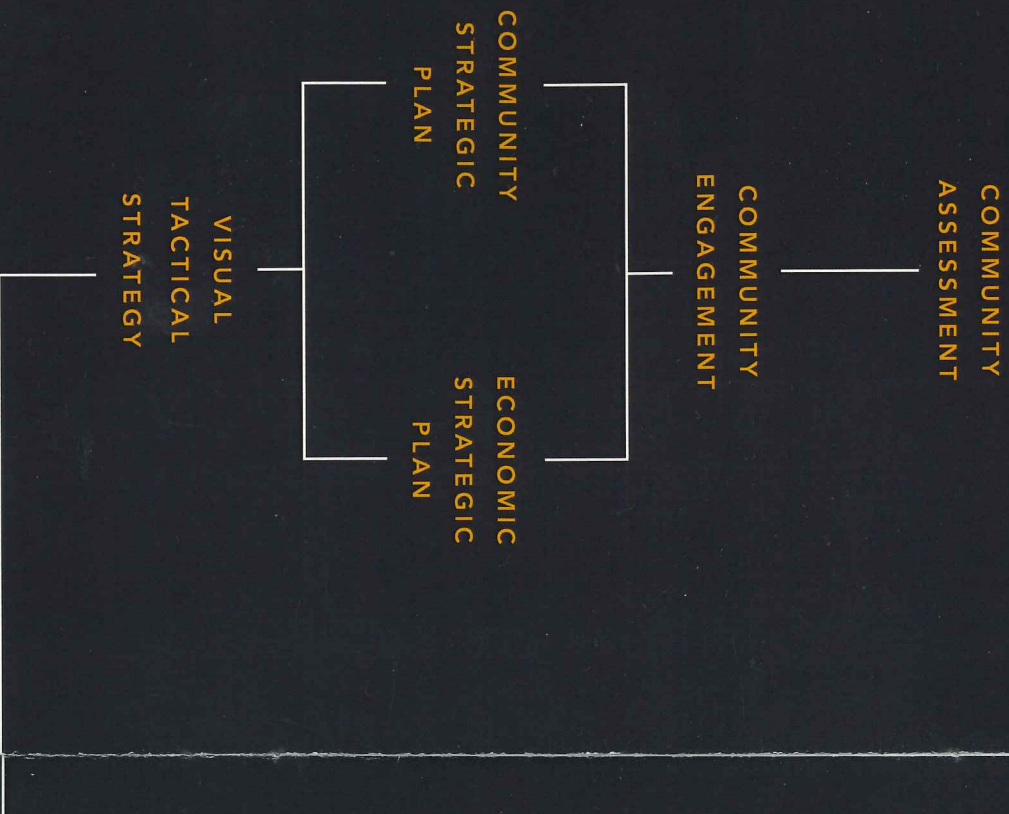 COMMUNITY
ASSESSMENT
COMMUNITY
ENGAGEMENT
COMMUNITY
STRATEGIC
PLAN
ECONOMIC
STRATEGIC
PLAN
VISUAL
TACTICAL
STRATEGY